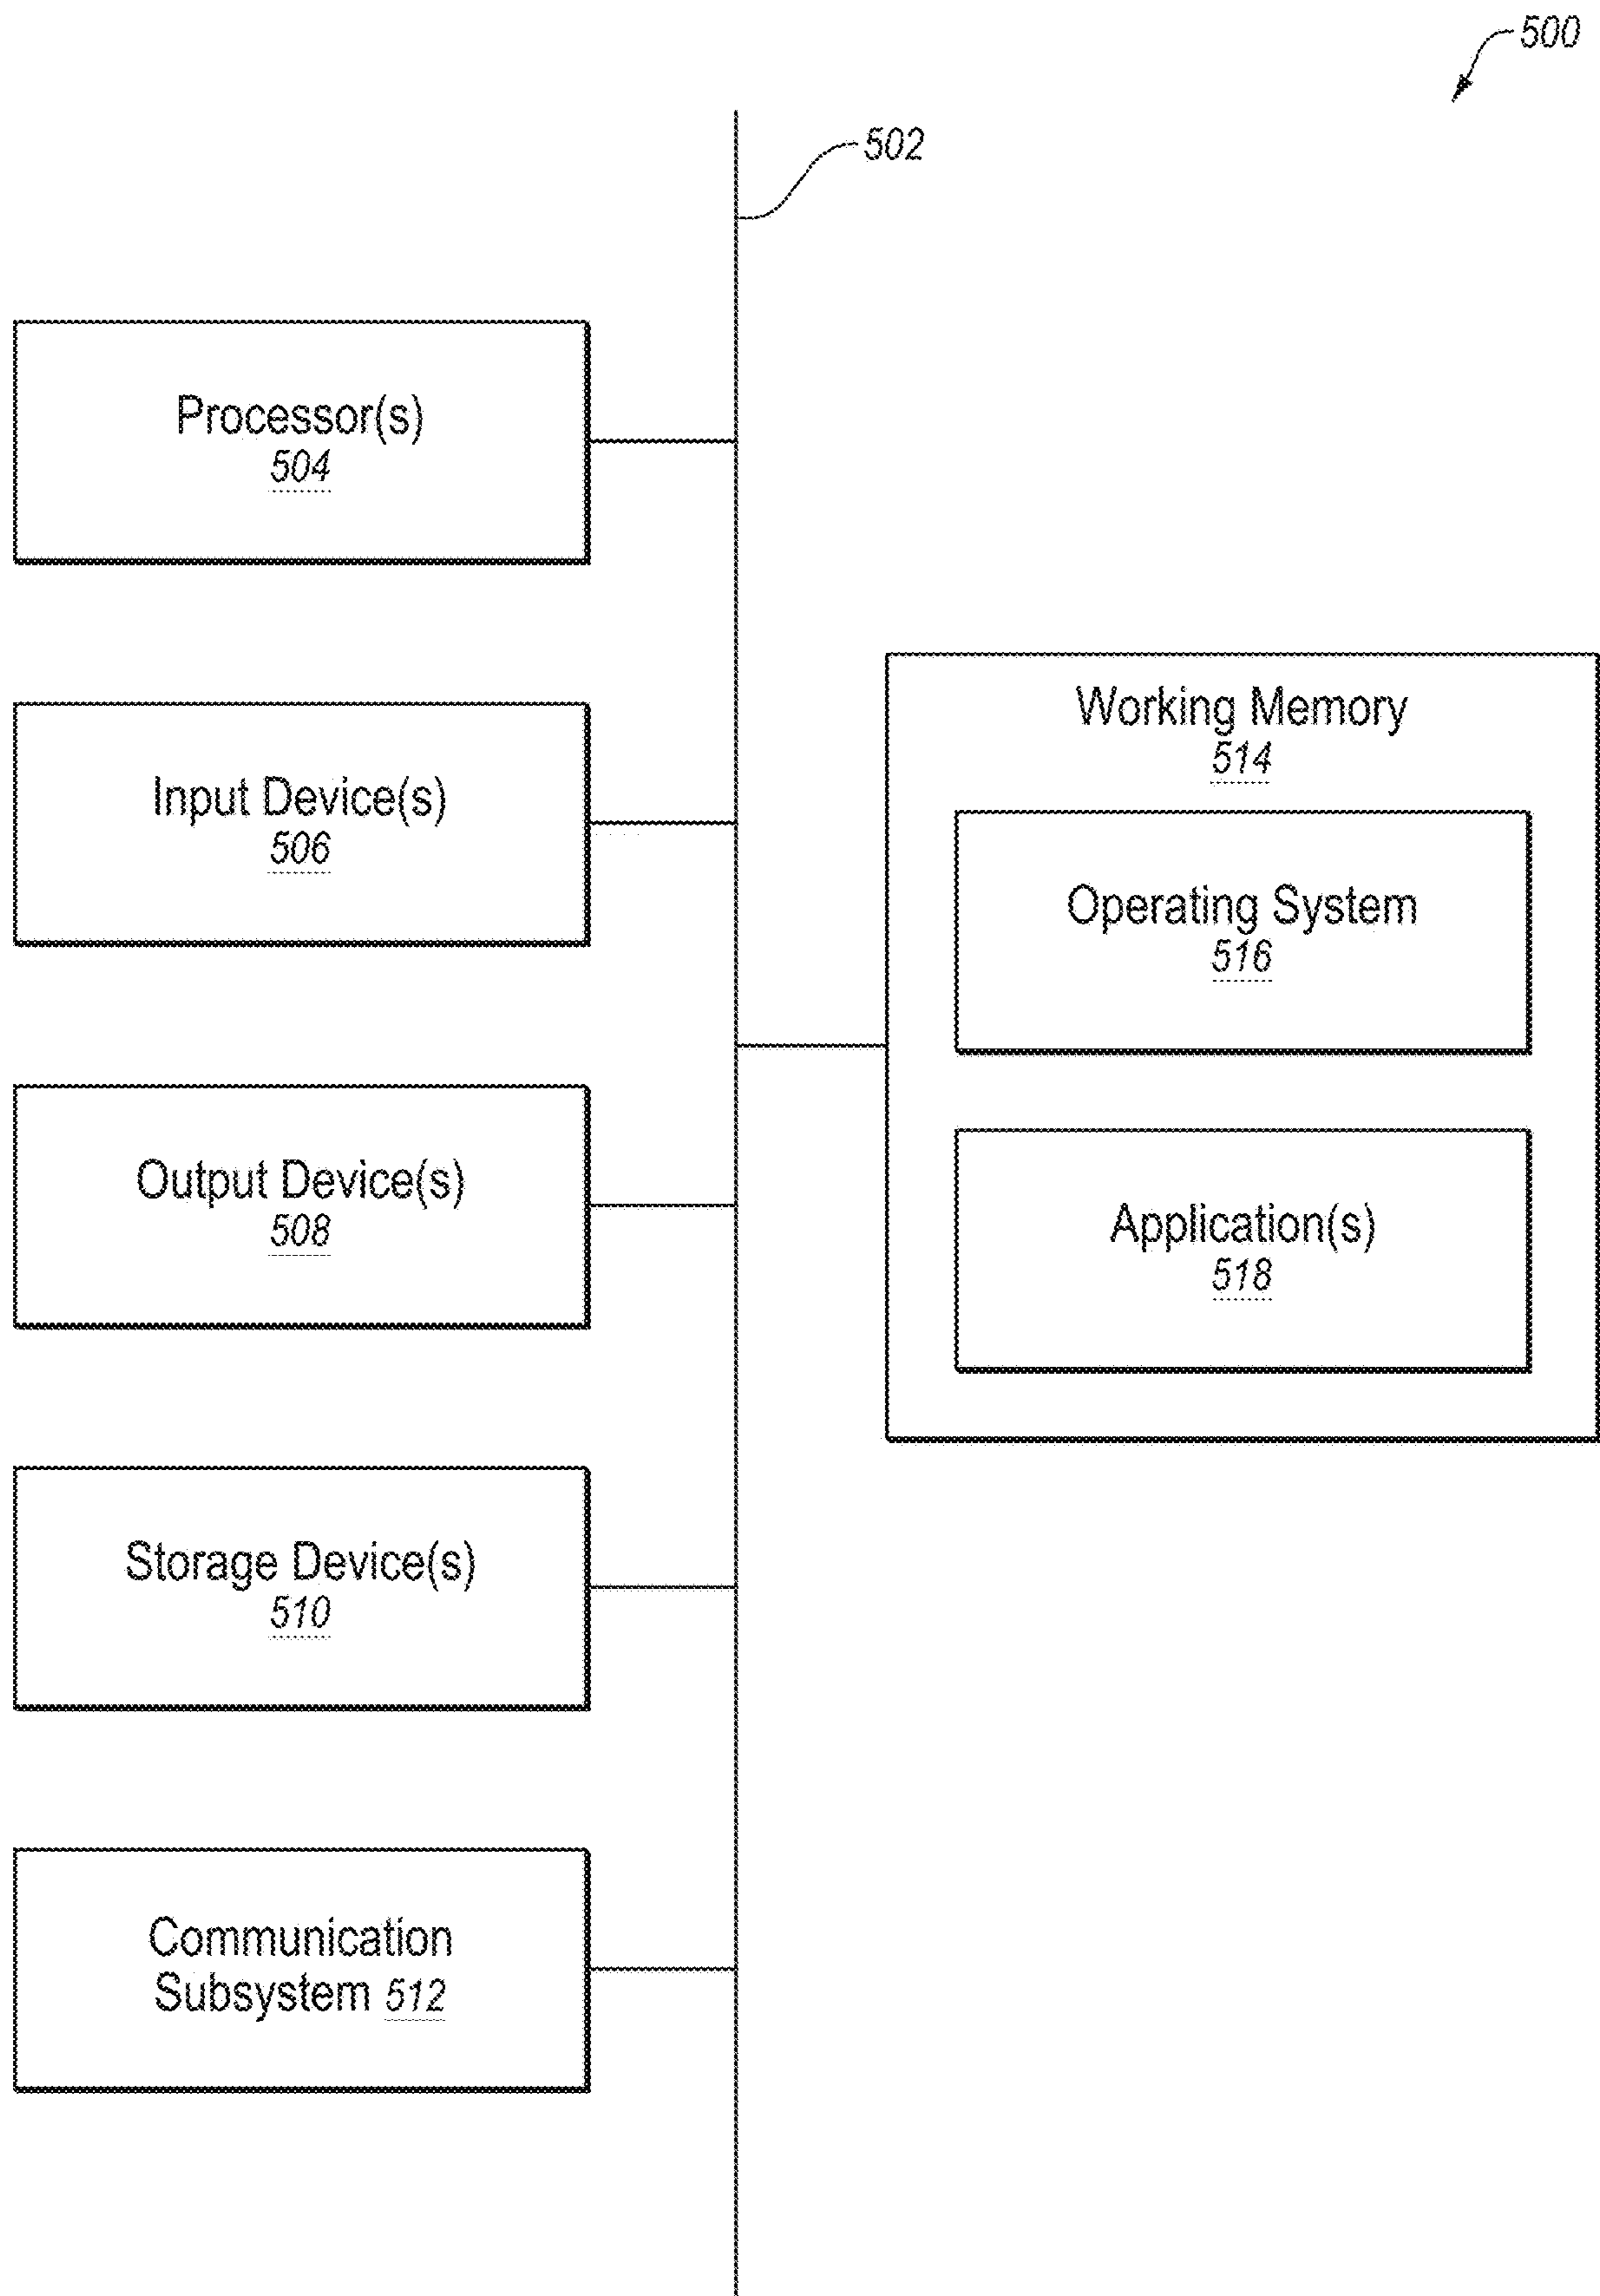 500
502
Processor(s)
504
Input Device(s)
506
Output Device(s)
508
Storage Device(s)
510
Communication
Subsystem 512
Working Memory
514
Operating System
516
Application(s)
518